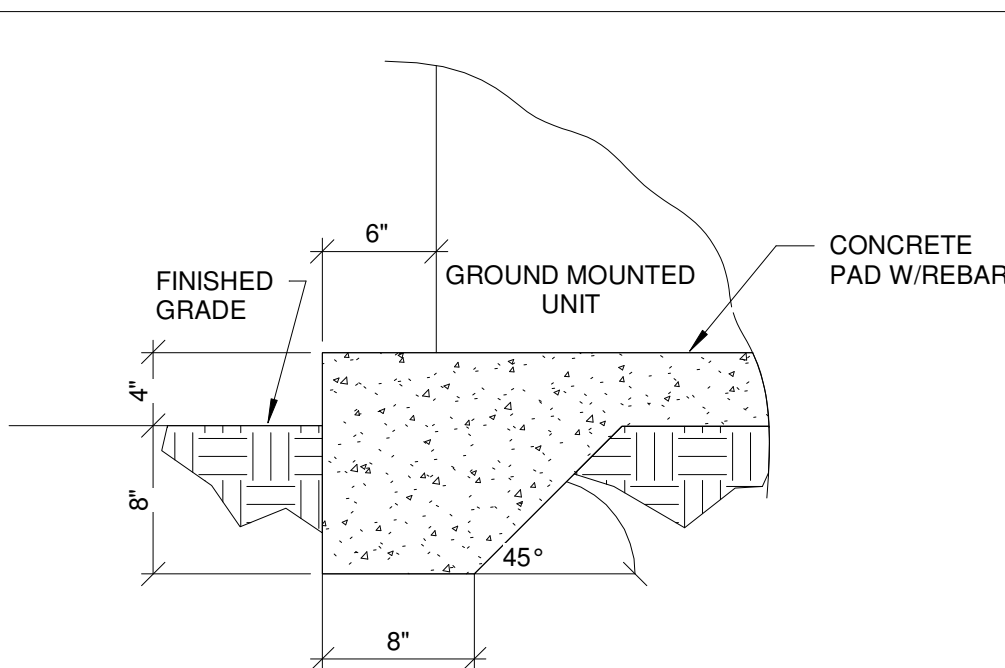 6"
FINISHED
GRADE
GROUND MOUNTED
UNIT
CONCRETE
PAD W/REBAR
4"
8"
45°
8"